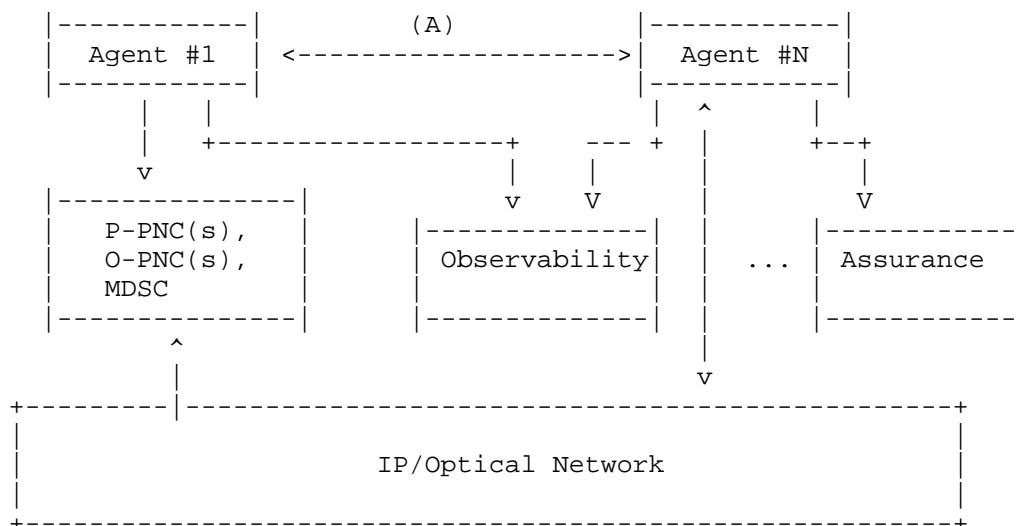 (A)
Agent #1
Agent #N
P-PNC(s),
O-PNC(s),
MDSC
Observability
...
Assurance
IP/Optical Network